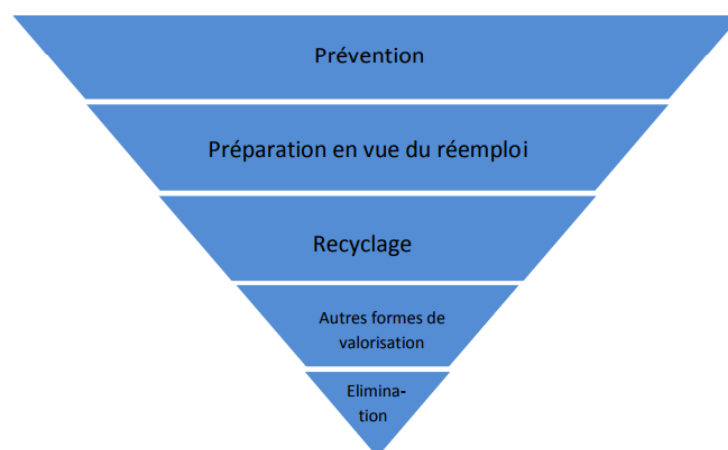 Prévention
Préparation en vue du réemploi
Recyclage
Autres formes de
valorisation
Elimina-
tion